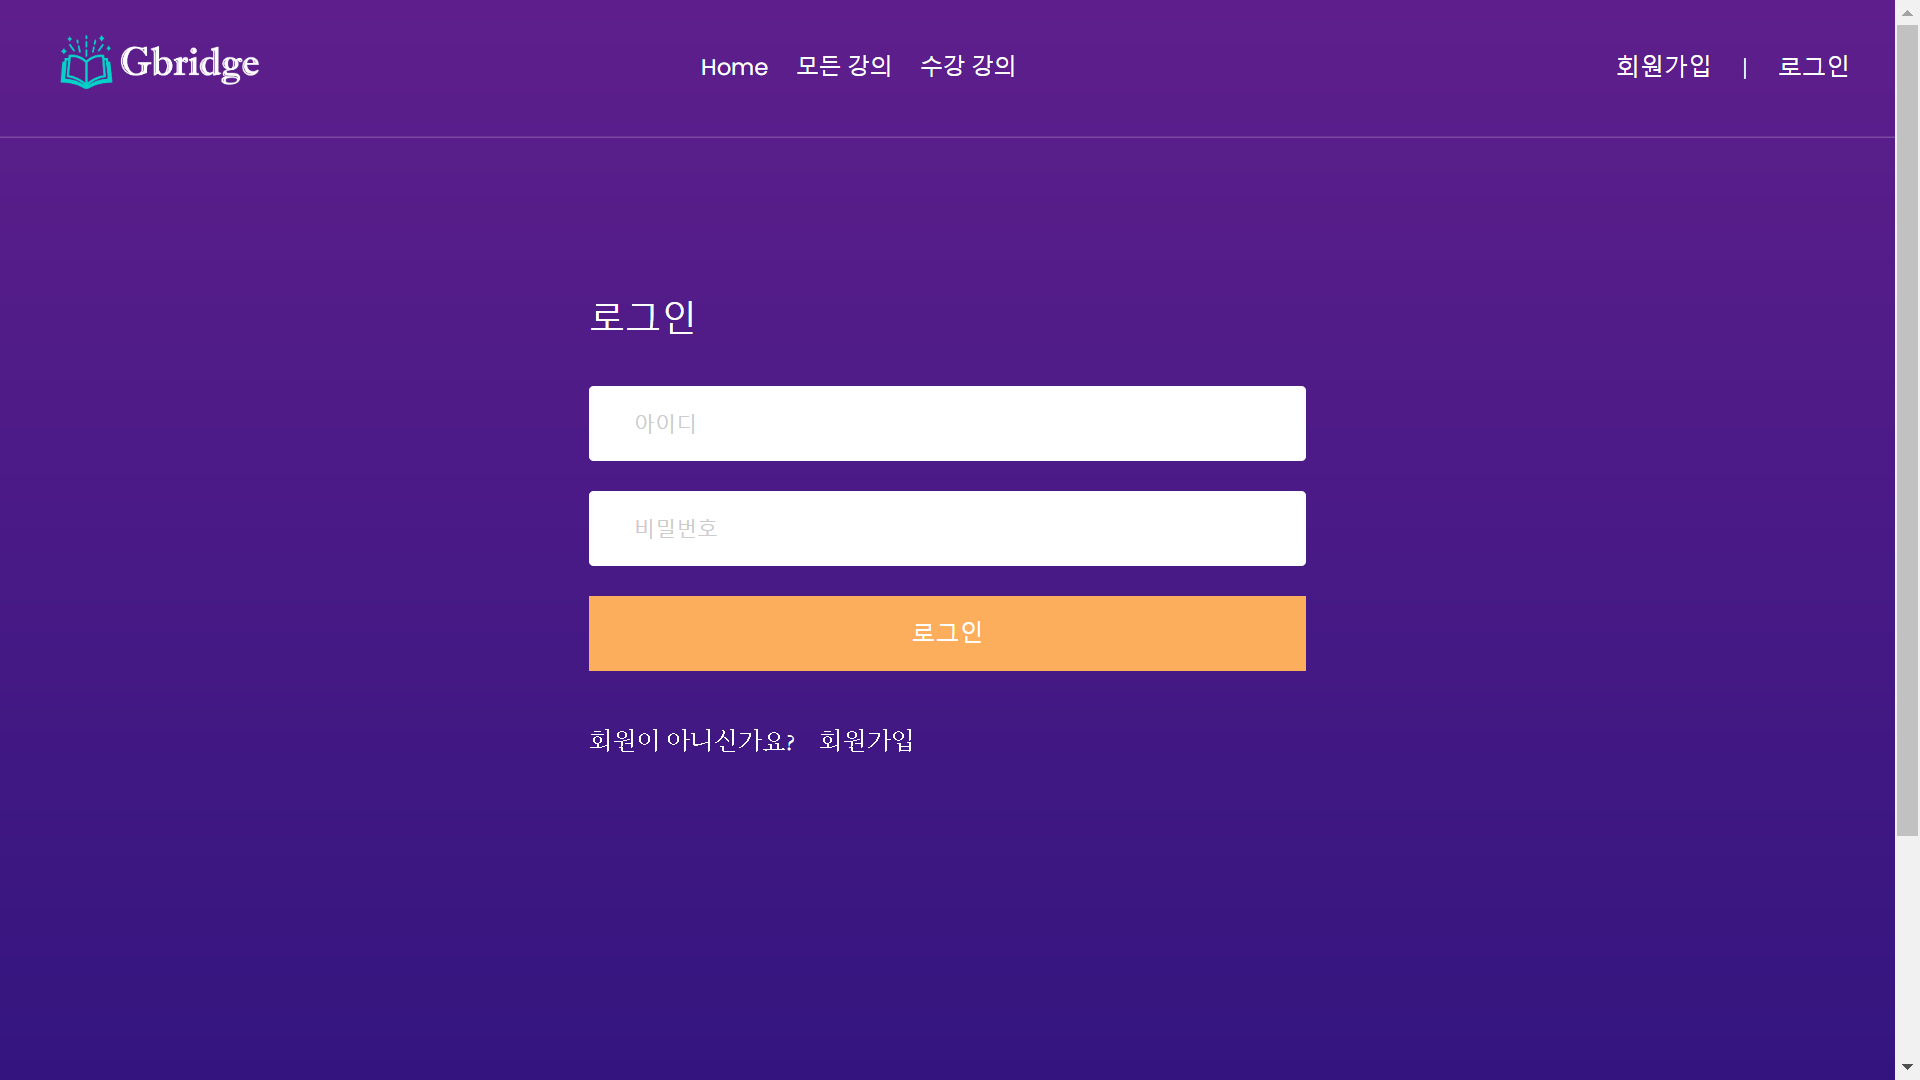 Gbridge
Home 모든 강의 수강 강의
회원가입 | 로그인
로그인
아이디
비밀번호
로그인
회원이 아니신가요? 회원가입